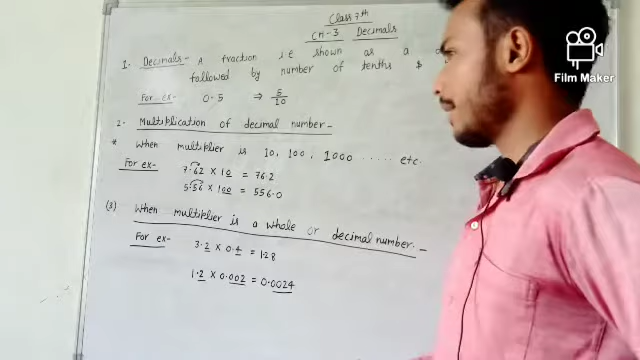 Class 7th
CH-3 Decimals
1. Decimals- A fraction i.e shown as a
followed by number of tenths $
For ex- 0.5 ⇒ 5/10
2. Multiplication of decimal number-
* When multiplier is 10, 100, 1000 ..... etc.
For ex- 7.62 × 10 = 76.2
5.56 × 100 = 556.0
(3) When multiplier is a whole or decimal number.-
For ex- 3.2 × 0.4 = 1.28
1.2 × 0.002 = 0.0024
Film Maker